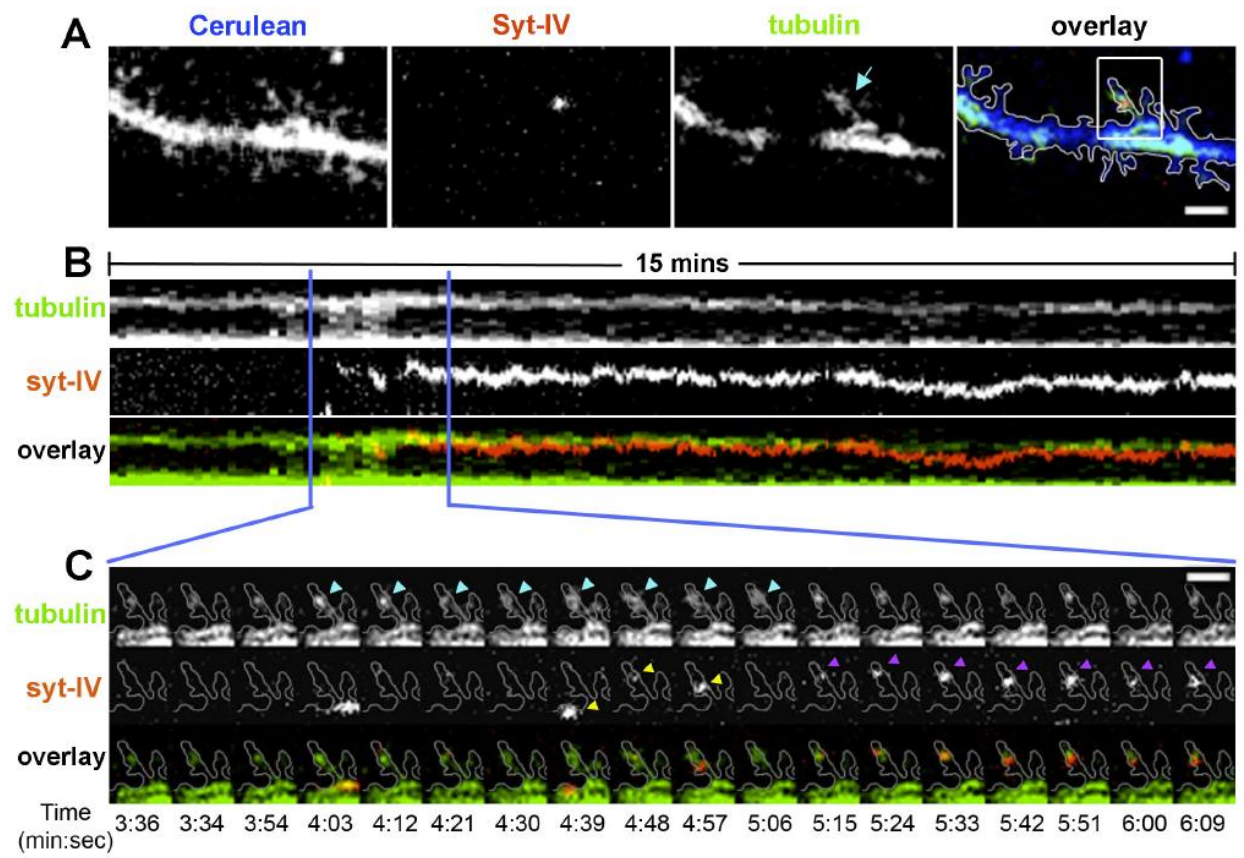 A
Cerulean Syt-IV tubulin overlay
B
15 mins
tubulin
syt-IV
overlay
C
tubulin
syt-IV
overlay
Time
(min:sec)
3:36 3:34 3:54 4:03 4:12 4:21 4:30 4:39 4:48 4:57 5:06 5:15 5:24 5:33 5:42 5:51 6:00 6:09